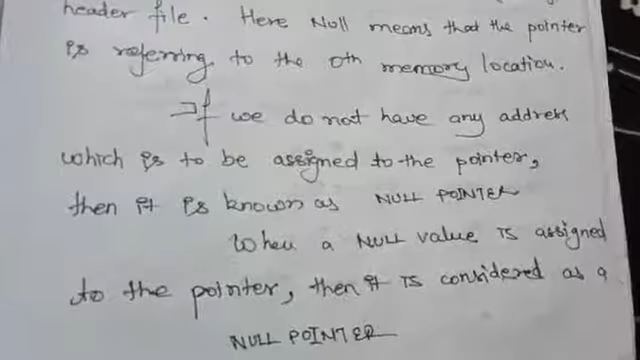 header file. Here Null means that the pointer
is referring to the 0th memory location.
If we do not have any address
which is to be assigned to the pointer,
then it is known as NULL POINTER
When a NULL value is assigned
to the pointer, then it is considered as a
NULL POINTER